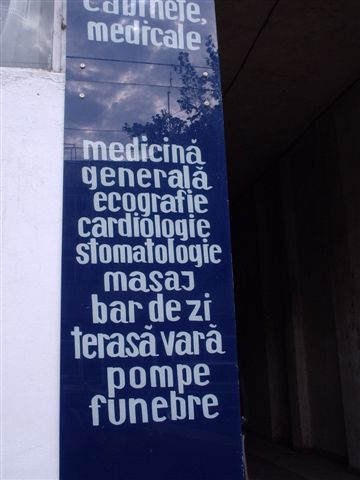 cabinete,
medicale
medicină
generală
ecografie
cardiologie
stomatologie
masaj
bar de zi
terasă vară
pompe
funebre